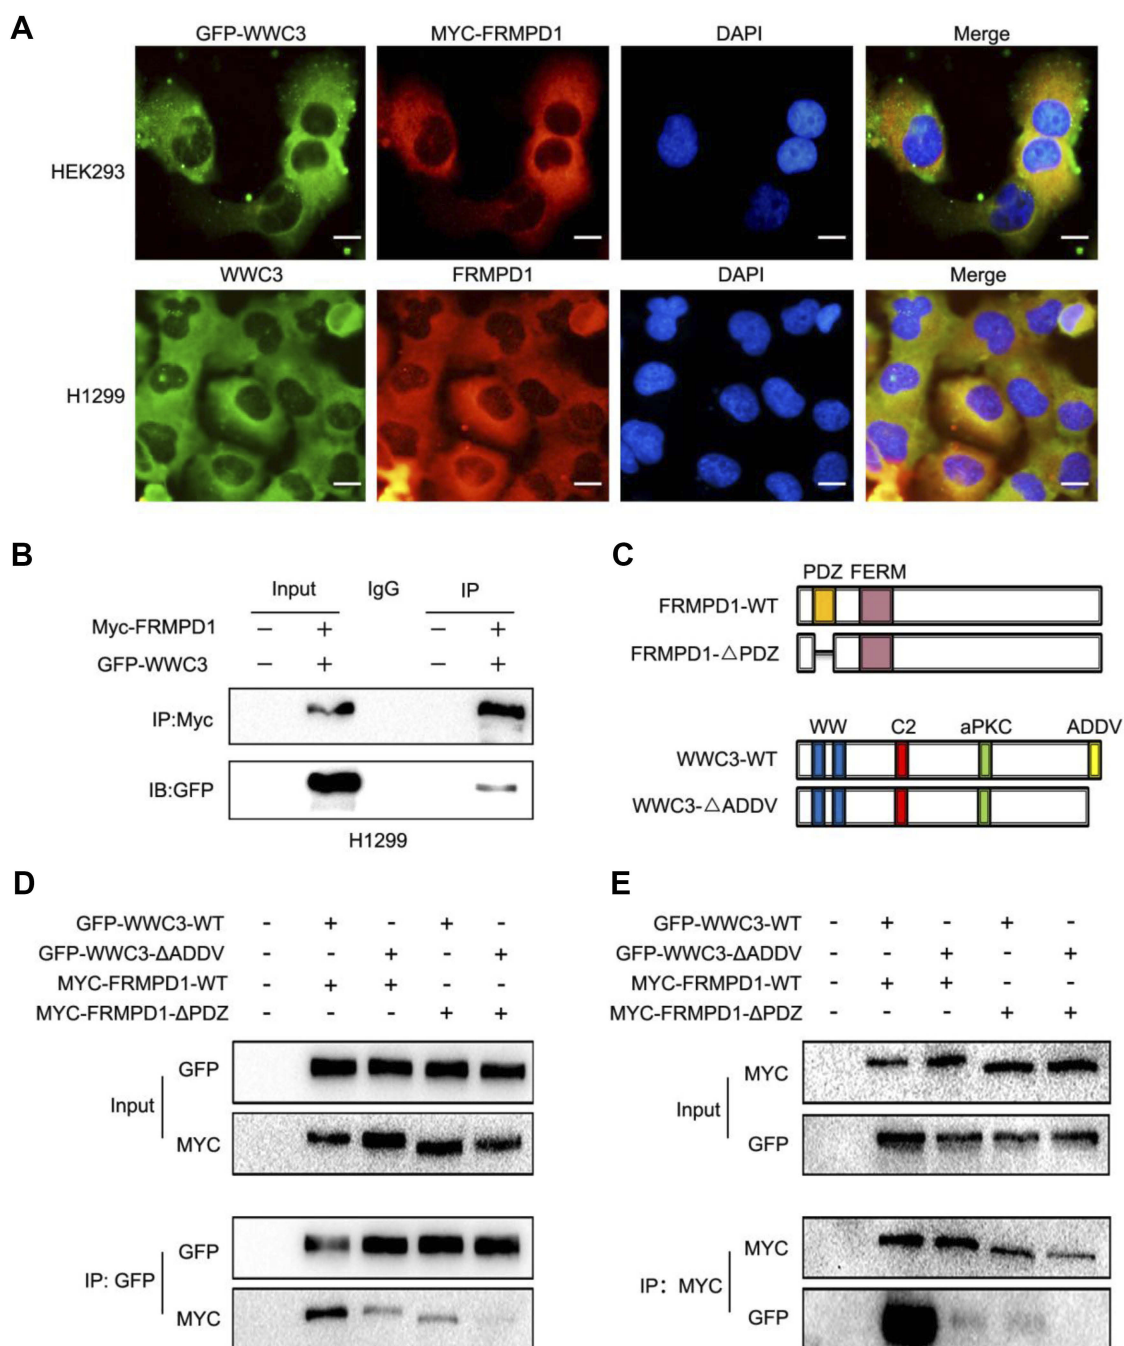 A
GFP-WWC3 MYC-FRMPD1 DAPI Merge
HEK293
WWC3 FRMPD1 DAPI Merge
H1299
B
Input IgG IP
Myc-FRMPD1 − + − +
GFP-WWC3 − + − +
IP:Myc
IB:GFP
H1299
C
PDZ FERM
FRMPD1-WT
FRMPD1-△PDZ
WW C2 aPKC ADDV
WWC3-WT
WWC3-△ADDV
D
GFP-WWC3-WT - + - + -
GFP-WWC3-ΔADDV - - + - +
MYC-FRMPD1-WT - + + - -
MYC-FRMPD1-ΔPDZ - - - + +
GFP
Input
MYC
GFP
IP: GFP
MYC
E
GFP-WWC3-WT - + - + -
GFP-WWC3-ΔADDV - - + - +
MYC-FRMPD1-WT - + + - -
MYC-FRMPD1-ΔPDZ - - - + +
MYC
Input
GFP
MYC
IP: MYC
GFP